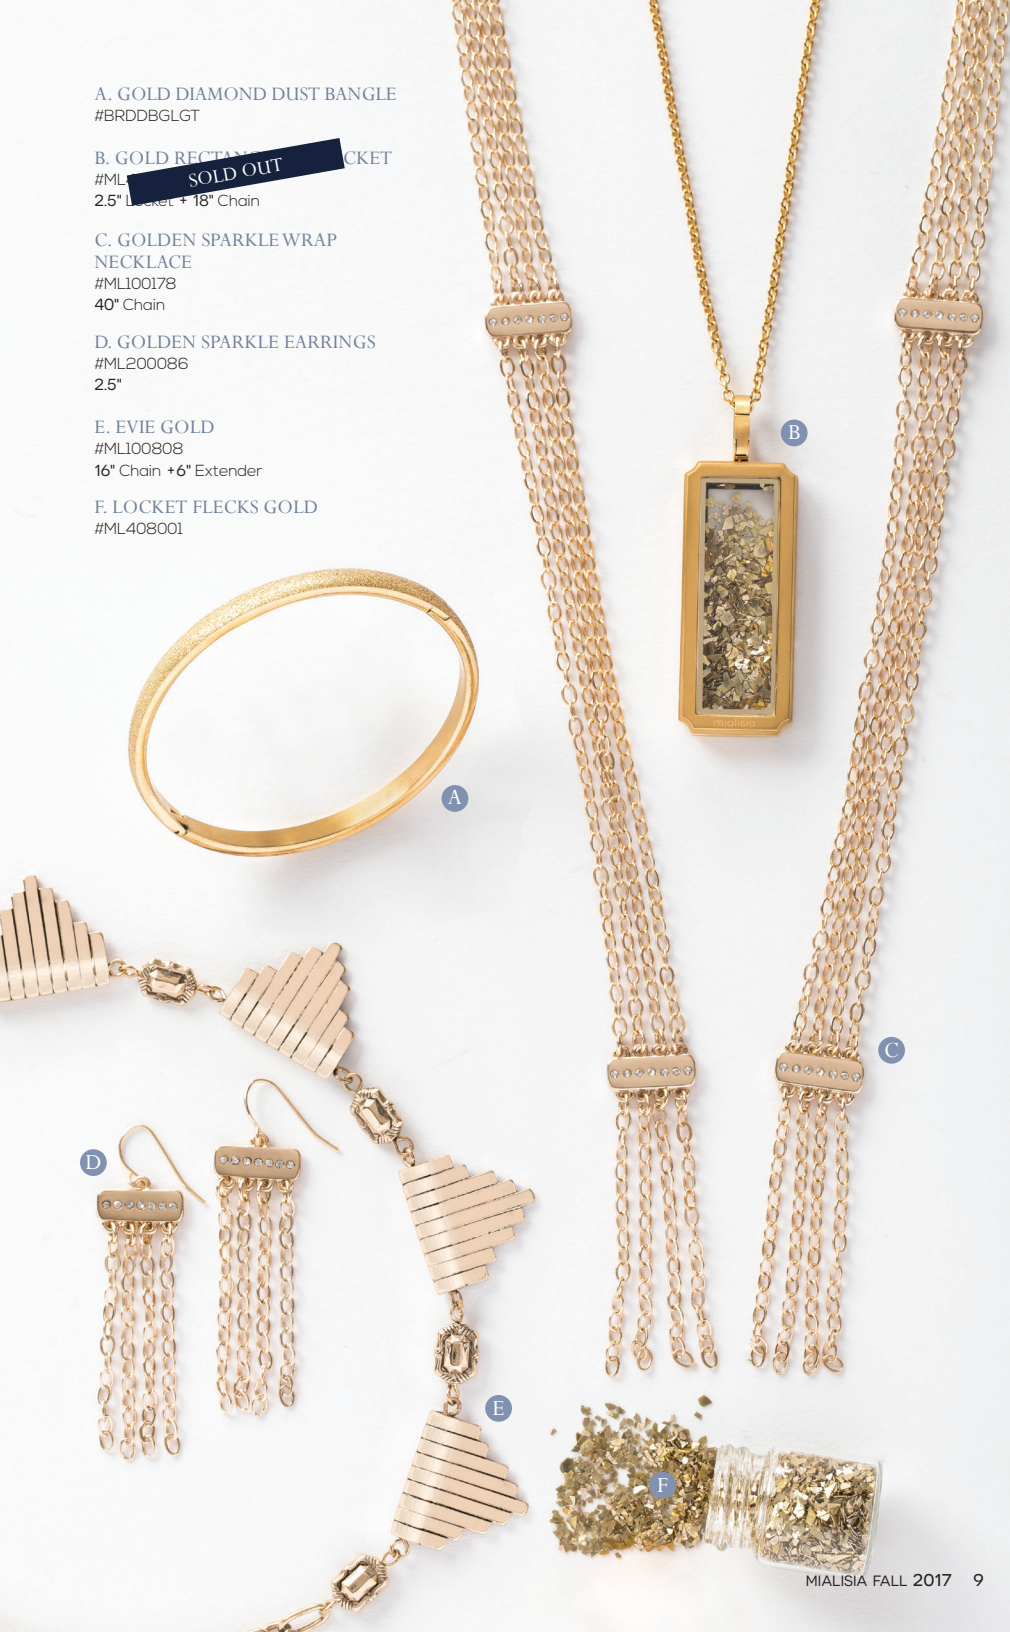 A. GOLD DIAMOND DUST BANGLE
#BRDDBGLGT
B. GOLD CKET
#ML
SOLD OUT
2.5" Locket + 18" Chain
C. GOLDEN SPARKLE WRAP
NECKLACE
#ML100178
40" Chain
D. GOLDEN SPARKLE EARRINGS
#ML200086
2.5"
E. EVIE GOLD
#ML100808
16" Chain +6" Extender
F. LOCKET FLECKS GOLD
#ML408001
B
mialisia
A
C
D
E
F
MIALISIA FALL 2017 9